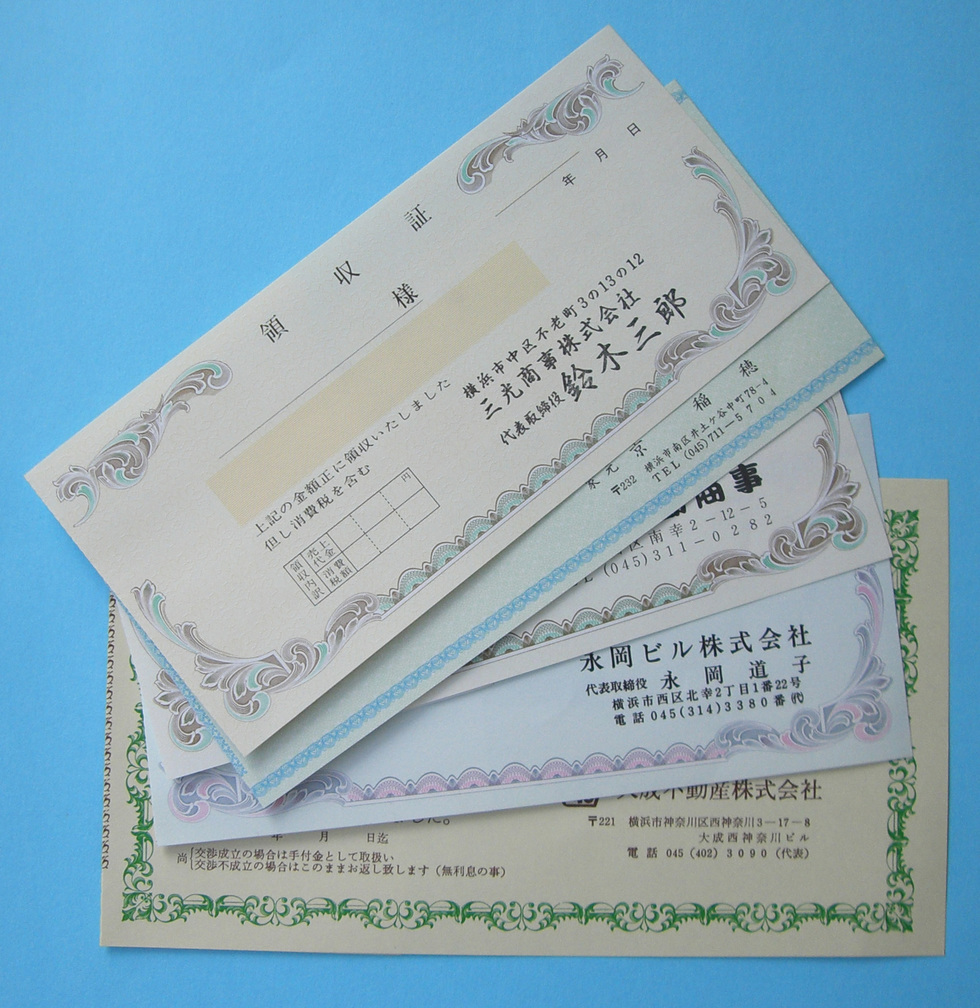 領収証
年 月 日
様
上記の金額正に領収いたしました
但し消費税を含む
領収内訳
売上代金
円
消費税額
横浜市中区不老町3の13の12
三光商事株式会社
代表取締役 鈴木三郎
京 稲 穂
〒232 横浜市南区井土ヶ谷中町78-4
TEL (045)711-5704
商事
区南幸2-12-5
(045)311-0282
永岡ビル株式会社
代表取締役 永岡道子
横浜市西区北幸2丁目1番22号
電話 045(314)3380番㈹
大成不動産株式会社
〒221 横浜市神奈川区西神奈川3-17-8
大成西神奈川ビル
電話 045(402)3090(代表)
した。
年 月 日迄
尚
交渉成立の場合は手付金として取扱い
交渉不成立の場合はこのままお返し致します(無利息の事)